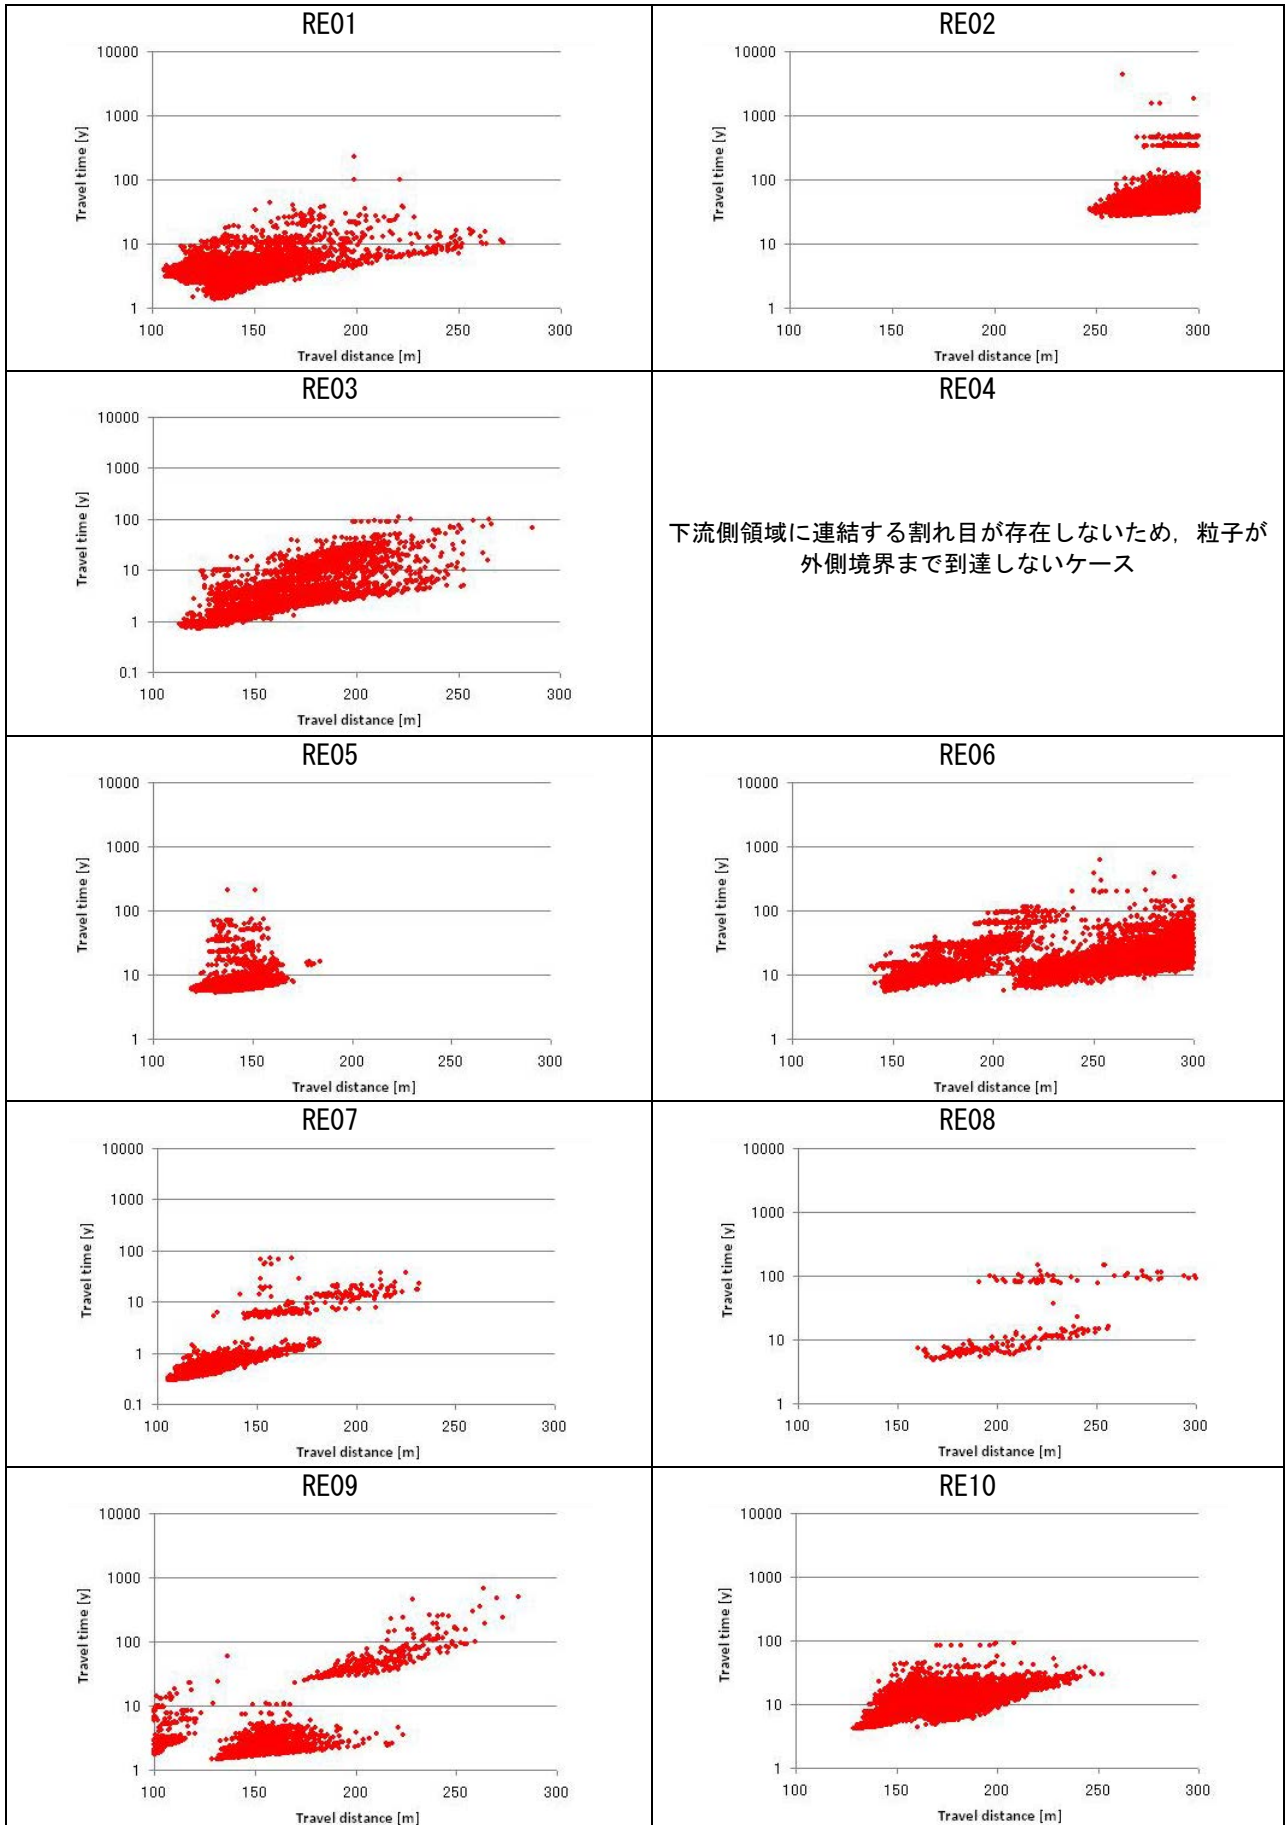 RE01
10000
1000
100
10
1
Travel time [y]
100 150 200 250 300
Travel distance [m]
RE02
10000
1000
100
10
1
Travel time [y]
100 150 200 250 300
Travel distance [m]
RE03
10000
1000
100
10
1
0.1
Travel time [y]
100 150 200 250 300
Travel distance [m]
RE04
下流側領域に連結する割れ目が存在しないため，粒子が
外側境界まで到達しないケース
RE05
10000
1000
100
10
1
Travel time [y]
100 150 200 250 300
Travel distance [m]
RE06
10000
1000
100
10
1
Travel time [y]
100 150 200 250 300
Travel distance [m]
RE07
10000
1000
100
10
1
0.1
Travel time [y]
100 150 200 250 300
Travel distance [m]
RE08
10000
1000
100
10
1
Travel time [y]
100 150 200 250 300
Travel distance [m]
RE09
10000
1000
100
10
1
Travel time [y]
100 150 200 250 300
Travel distance [m]
RE10
10000
1000
100
10
1
Travel time [y]
100 150 200 250 300
Travel distance [m]